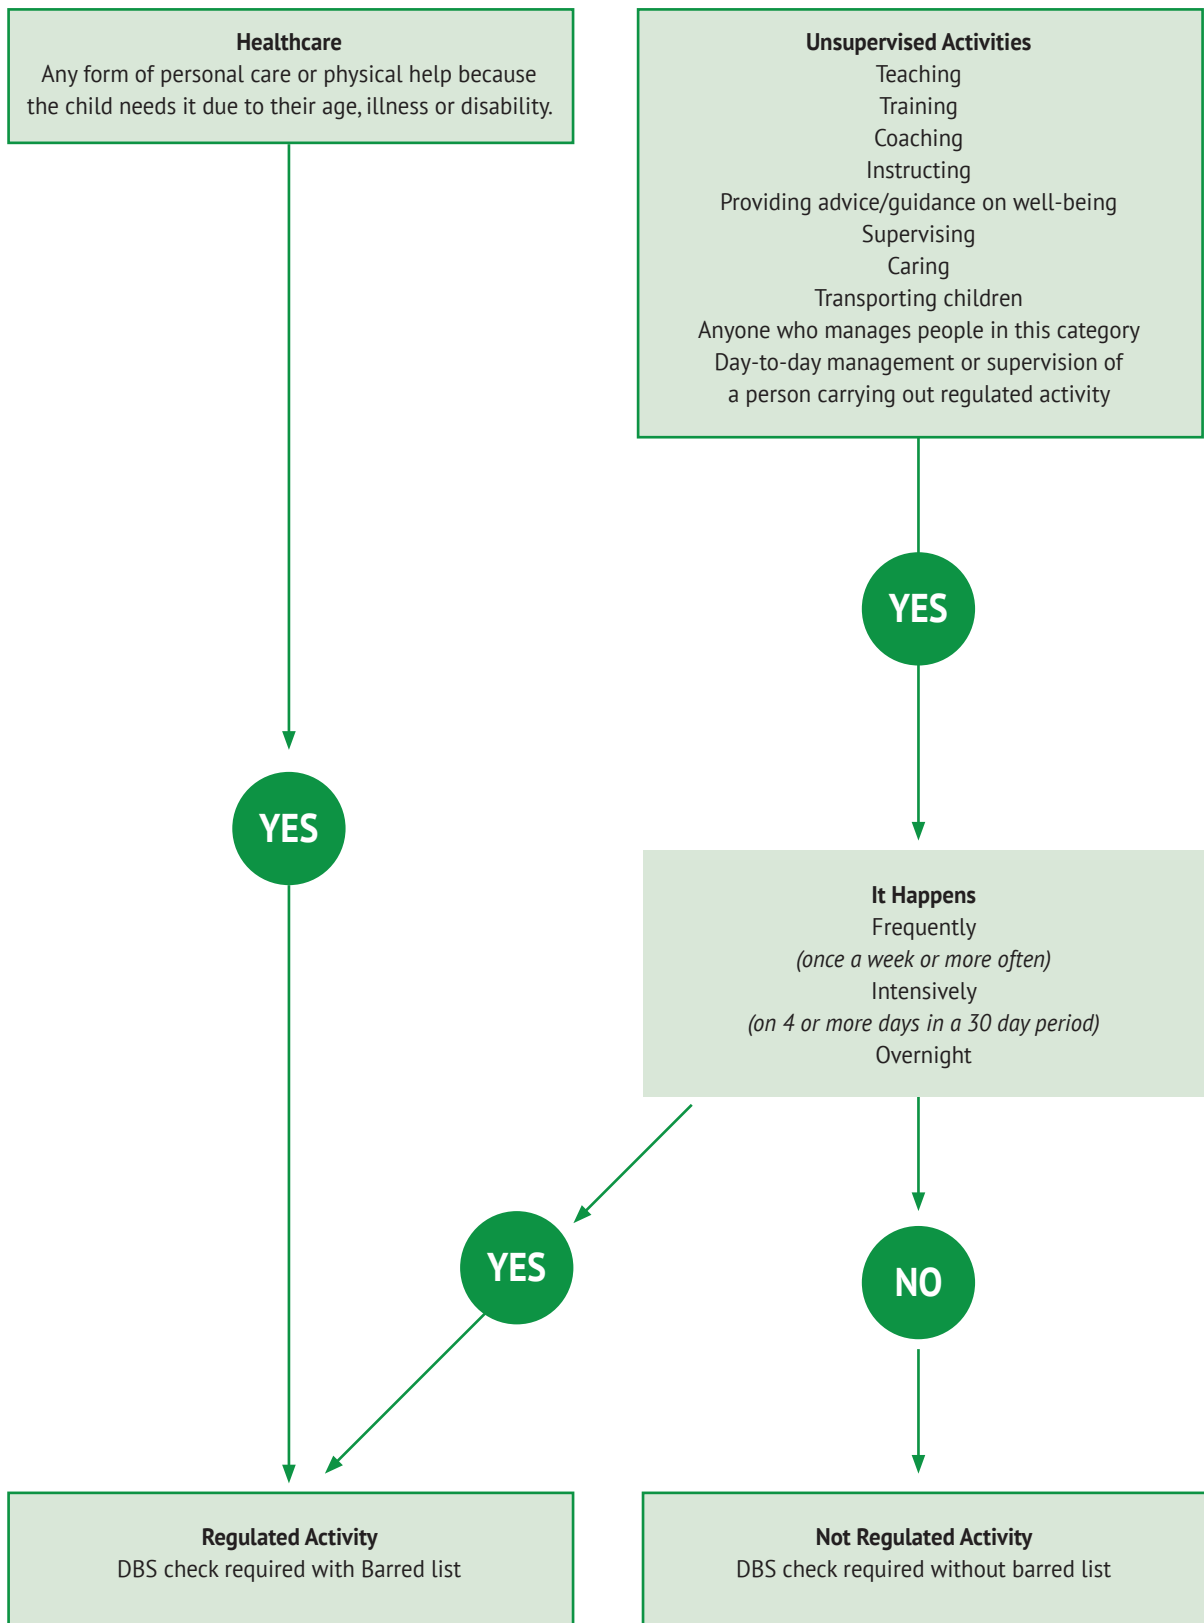 Healthcare
Any form of personal care or physical help because
the child needs it due to their age, illness or disability.
Unsupervised Activities
Teaching
Training
Coaching
Instructing
Providing advice/guidance on well-being
Supervising
Caring
Transporting children
Anyone who manages people in this category
Day-to-day management or supervision of
a person carrying out regulated activity
YES
YES
It Happens
Frequently
(once a week or more often)
Intensively
(on 4 or more days in a 30 day period)
Overnight
YES
NO
Regulated Activity
DBS check required with Barred list
Not Regulated Activity
DBS check required without barred list